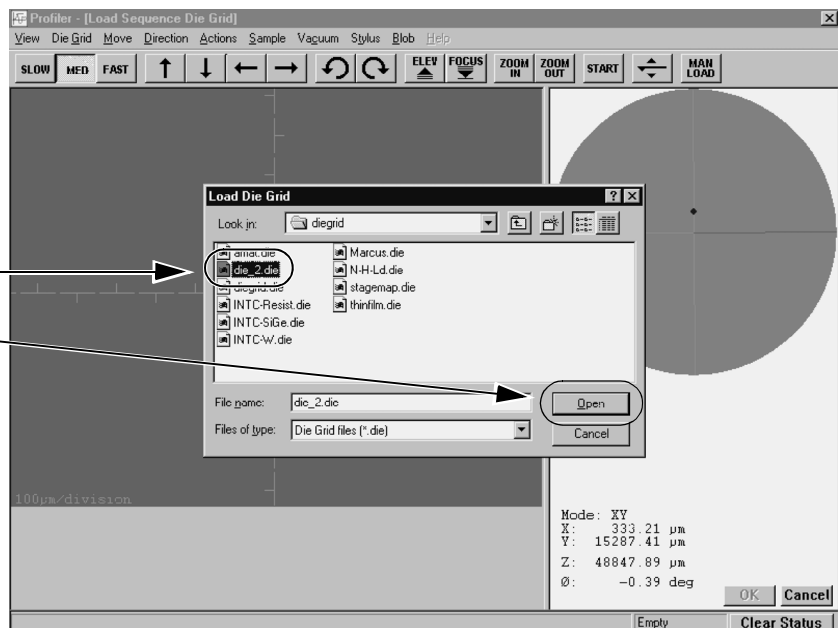 Profiler - [Load Sequence Die Grid]
View Die Grid Move Direction Actions Sample Vacuum Stylus Blob Help
SLOW MED FAST ELEV FOCUS ZOOM IN ZOOM OUT START MAN LOAD
Load Die Grid
Look in: diegrid
amat.die
die_2.die
diegrid.die
INTC-Resist.die
INTC-SiGe.die
INTC-W.die
Marcus.die
N-H-Ld.die
stagemap.die
thinfilm.die
File name: die_2.die Open
Files of type: Die Grid files (*.die) Cancel
100µm/division
Mode: XY
X: 333.21 µm
Y: 15287.41 µm
Z: 48847.89 µm
Ø: -0.39 deg
OK Cancel
Empty Clear Status